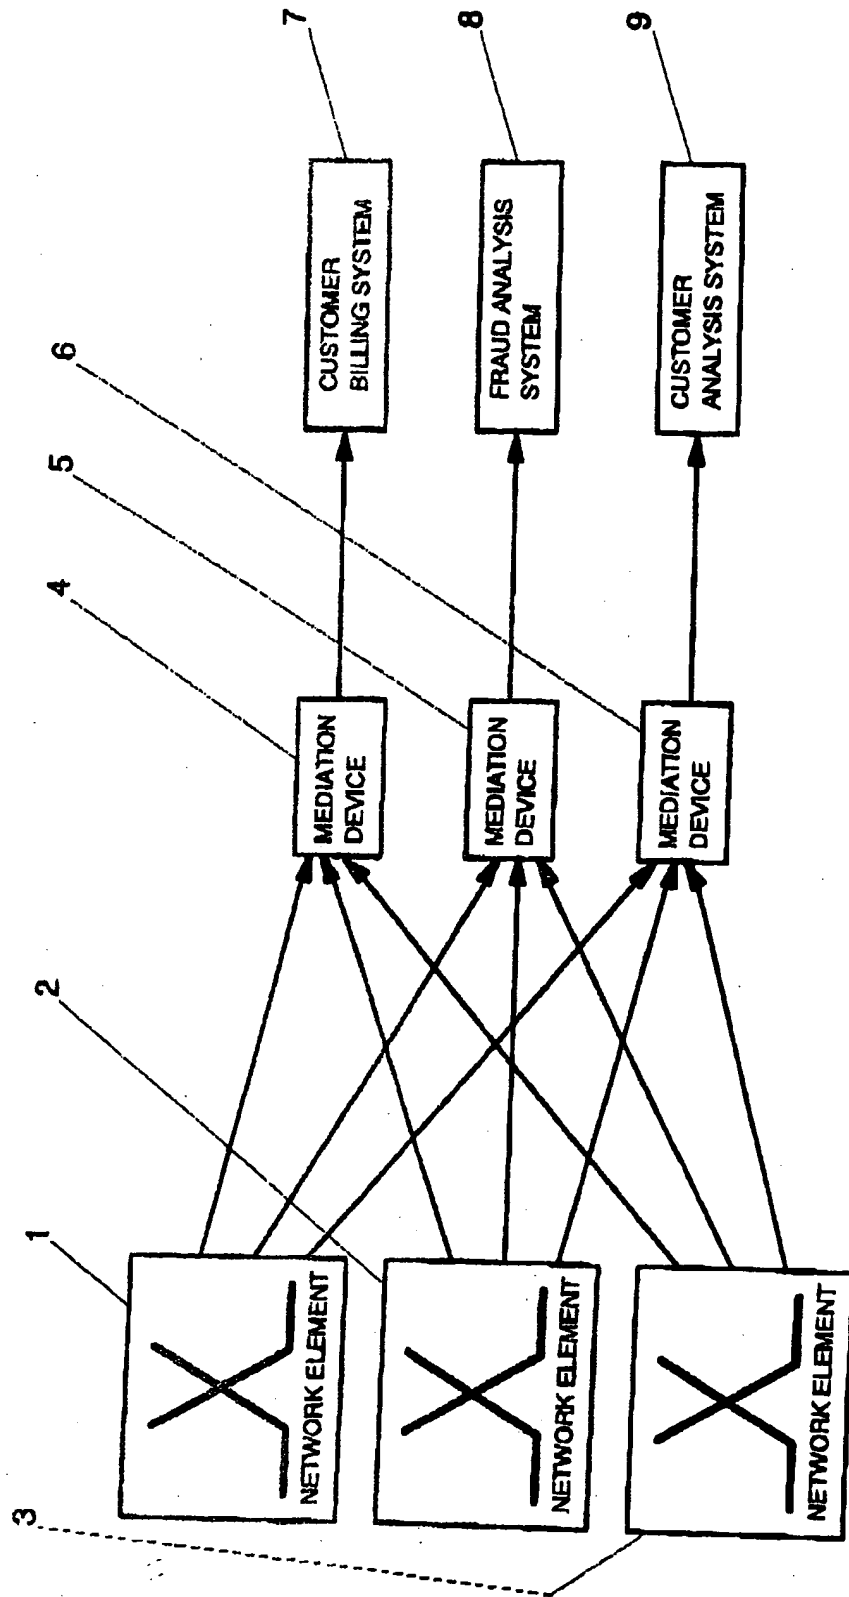 1
2
3
NETWORK ELEMENT
NETWORK ELEMENT
NETWORK ELEMENT
4
5
6
MEDIATION
DEVICE
MEDIATION
DEVICE
MEDIATION
DEVICE
7
8
9
CUSTOMER
BILLING SYSTEM
FRAUD ANALYSIS
SYSTEM
CUSTOMER
ANALYSIS SYSTEM